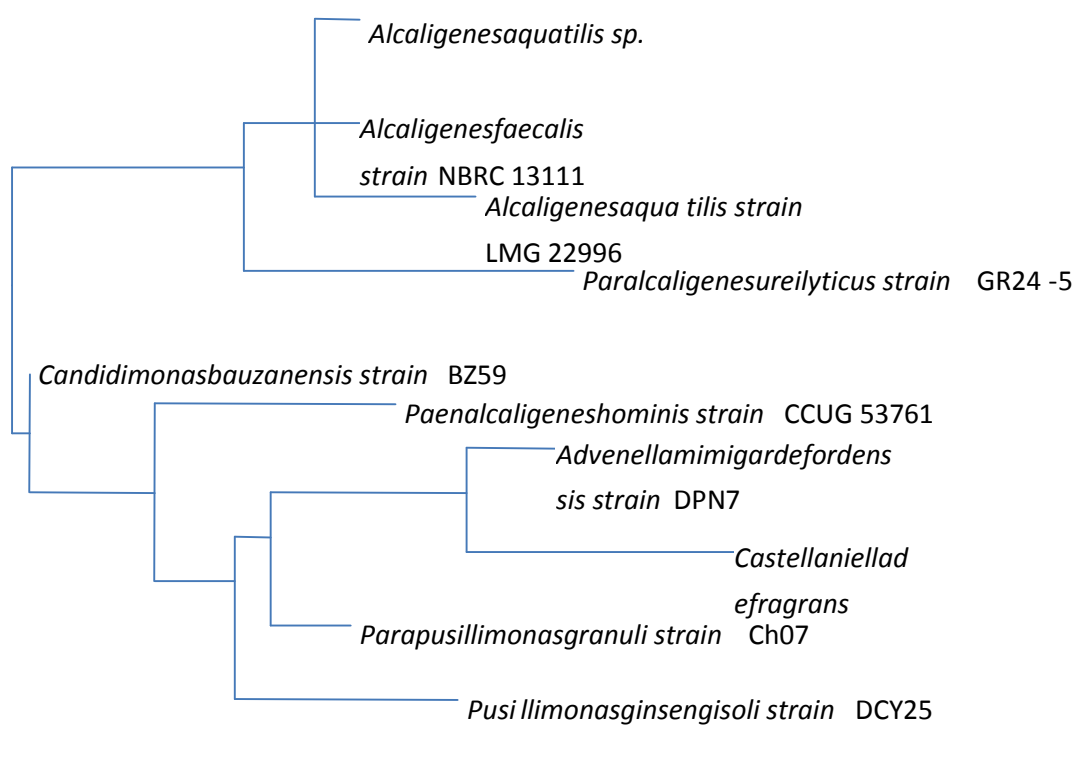 Alcaligenesaquatilis sp.
Alcaligenesfaecalis
strain NBRC 13111
Alcaligenesaqua tilis strain
LMG 22996
Paralcaligenesureilyticus strain GR24 -5
Candidimonasbauzanensis strain BZ59
Paenalcaligeneshominis strain CCUG 53761
Advenellamimigardefordens
sis strain DPN7
Castellaniellad
efragrans
Parapusillimonasgranuli strain Ch07
Pusi llimonasginsengisoli strain DCY25